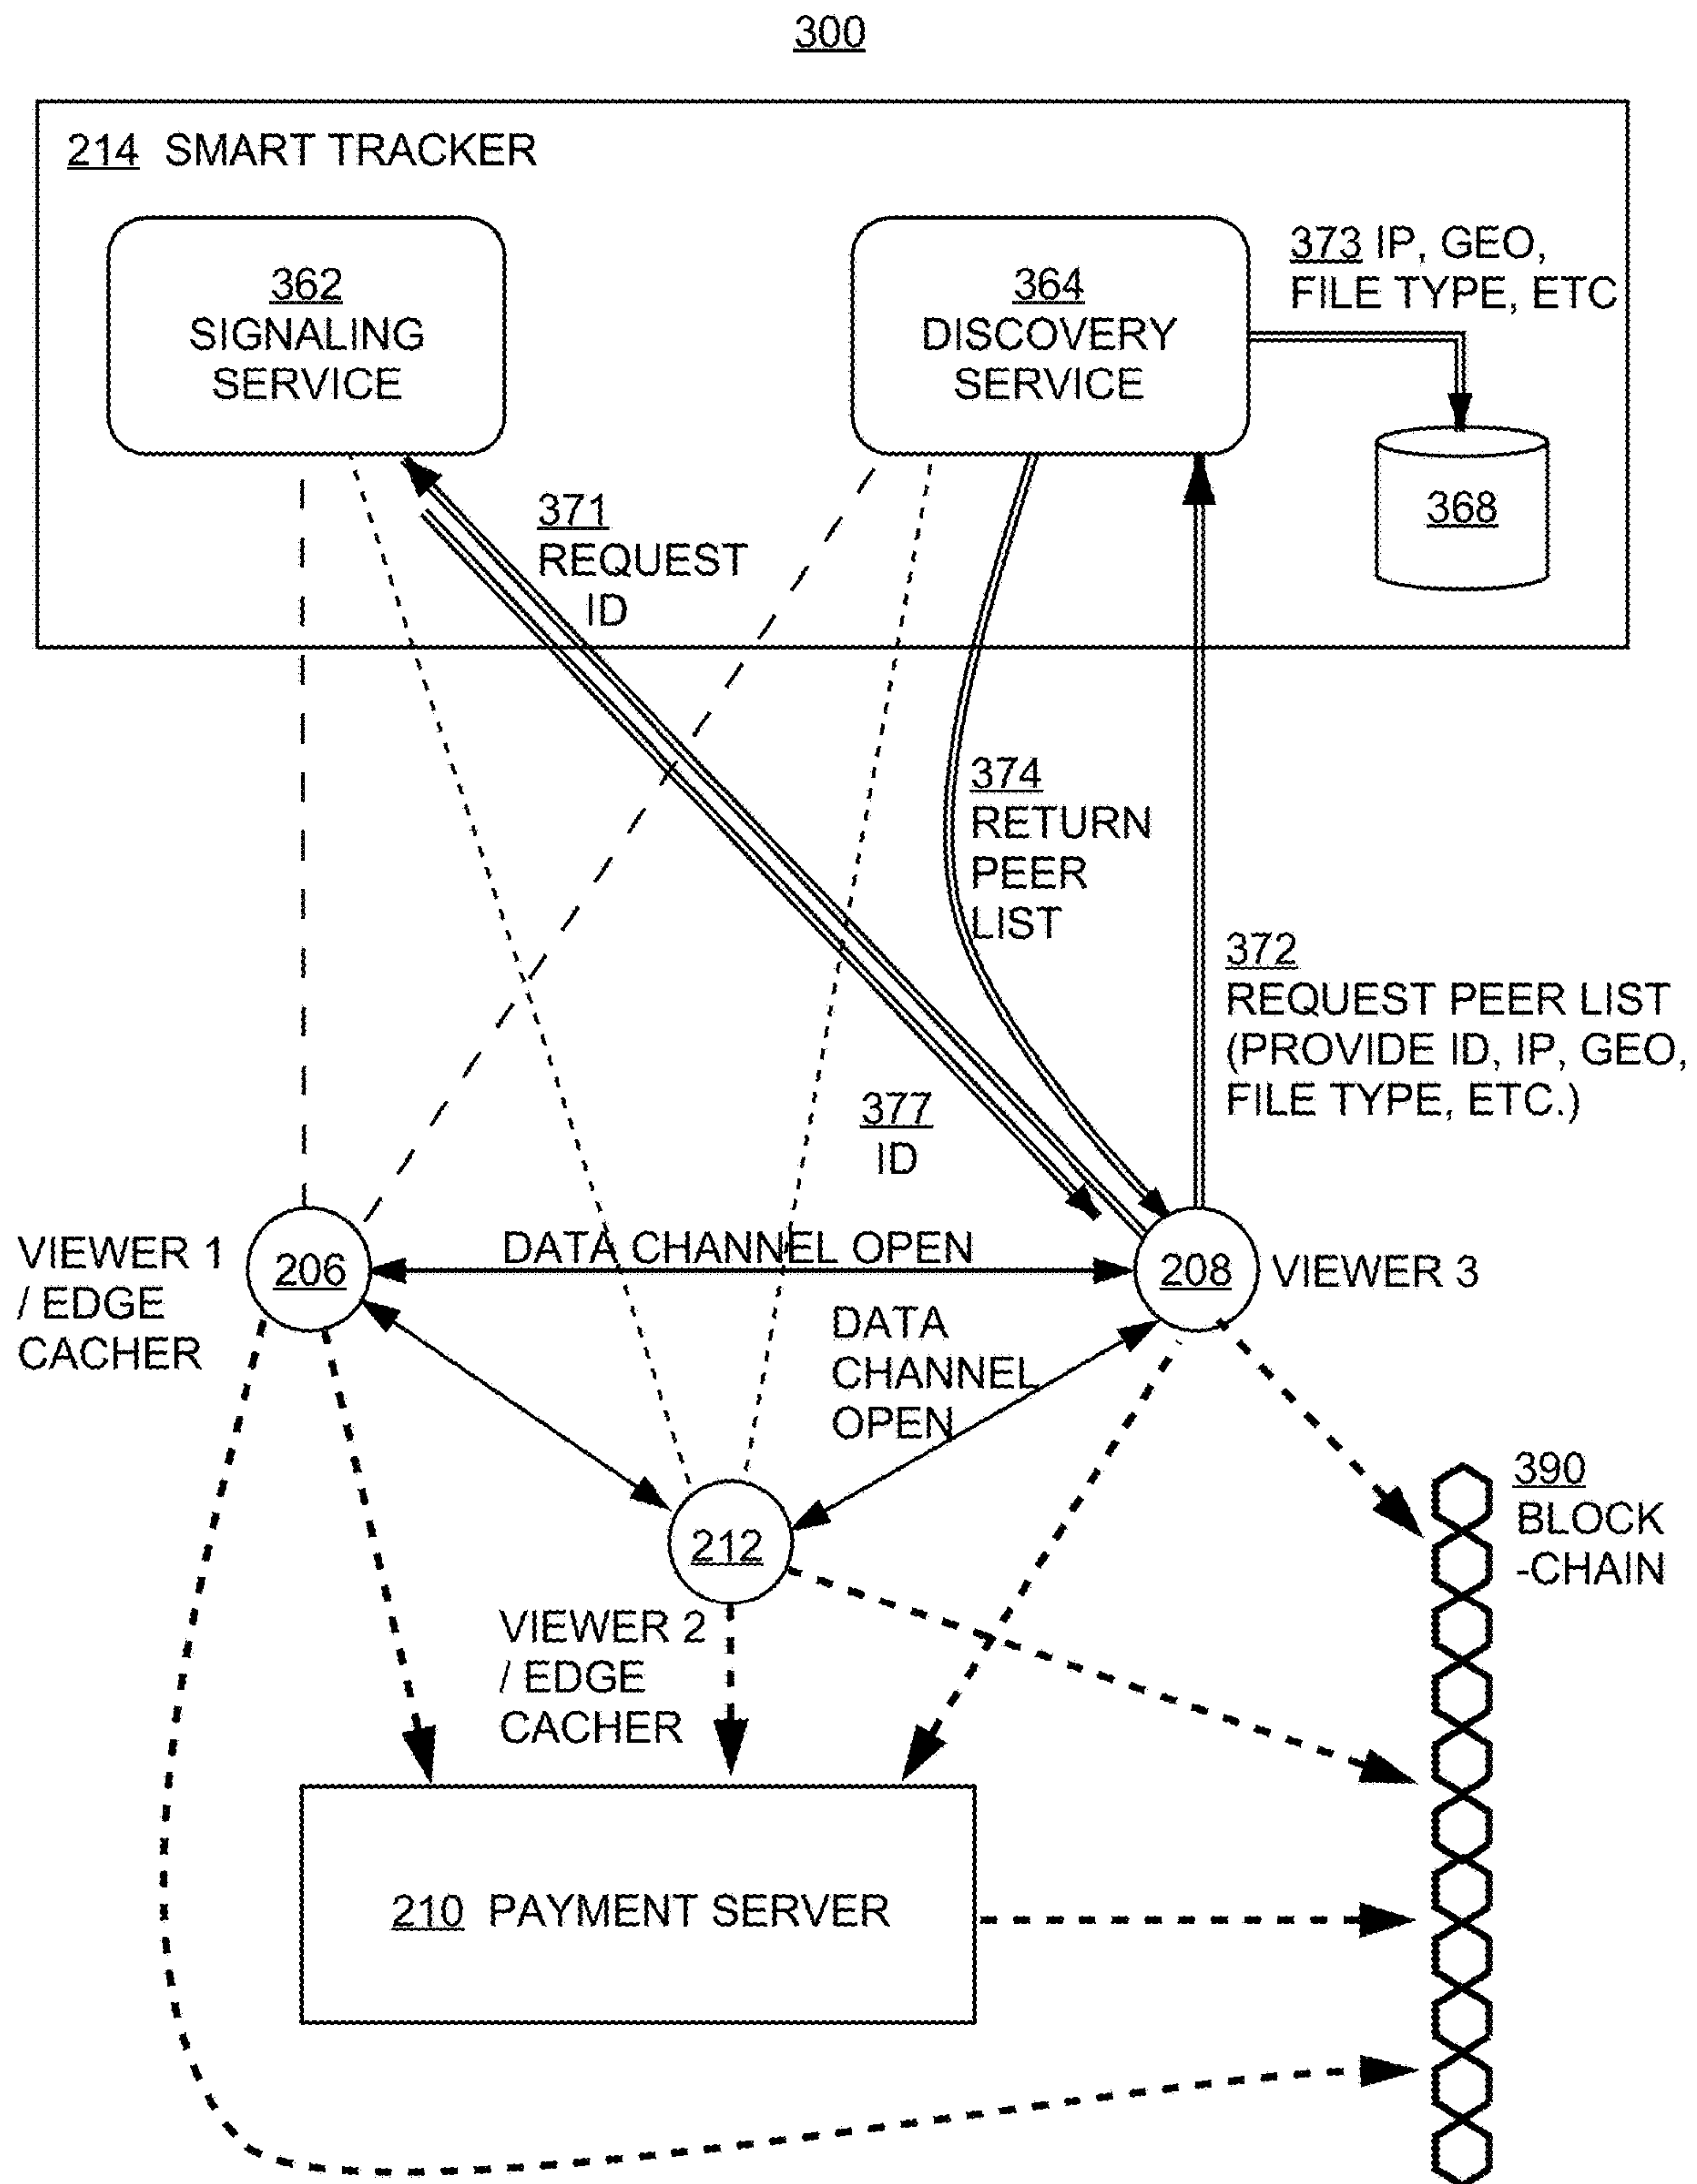 300
214 SMART TRACKER
362
SIGNALING
SERVICE
364
DISCOVERY
SERVICE
373 IP, GEO,
FILE TYPE, ETC
368
371
REQUEST
ID
374
RETURN
PEER
LIST
372
REQUEST PEER LIST
(PROVIDE ID, IP, GEO,
FILE TYPE, ETC.)
377
ID
VIEWER 1
/ EDGE
CACHER
206
DATA CHANNEL OPEN
208
VIEWER 3
DATA
CHANNEL
OPEN
212
VIEWER 2
/ EDGE
CACHER
390
BLOCK
-CHAIN
210 PAYMENT SERVER